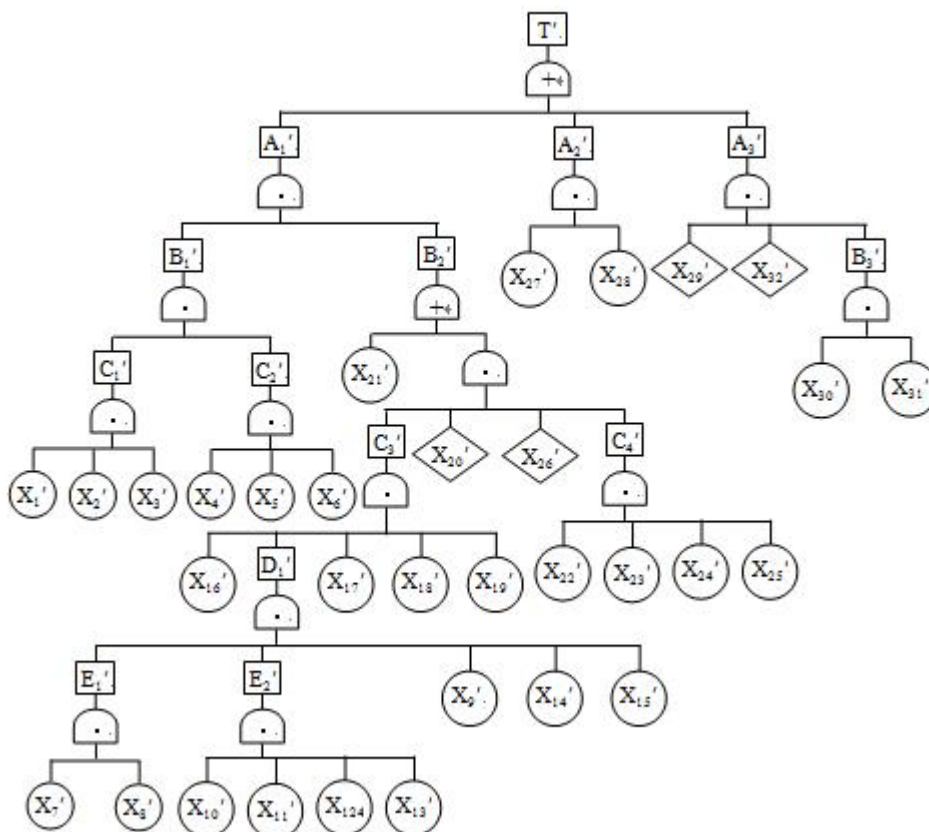 T'.
+
A₁'. A₂'. A₃'.
. . .
B₁'. B₂'. X₂₇' X₂₈' X₂₉' X₃₂' B₃'.
. + .
C₁'. C₂'. X₂₁' . X₃₀' X₃₁'
. . C₃' X₂₀' X₂₆' C₄'.
X₁' X₂' X₃' X₄' X₅' X₆' . .
X₁₆' D₁'. X₁₇' X₁₈' X₁₉' X₂₂' X₂₃' X₂₄' X₂₅'
.
E₁'. E₂'. X₉'. X₁₄' X₁₅'
. .
X₇' X₈' X₁₀' X₁₁' X₁₂₄ X₁₃'